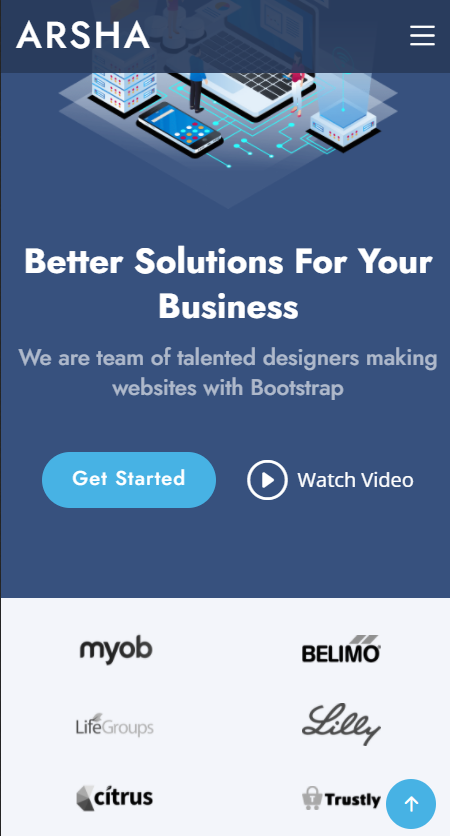 ARSHA
Better Solutions For Your
Business
We are team of talented designers making
websites with Bootstrap
Get Started
Watch Video
myob
BELIMO
LifeGroups
Lilly
citrus
Trustly